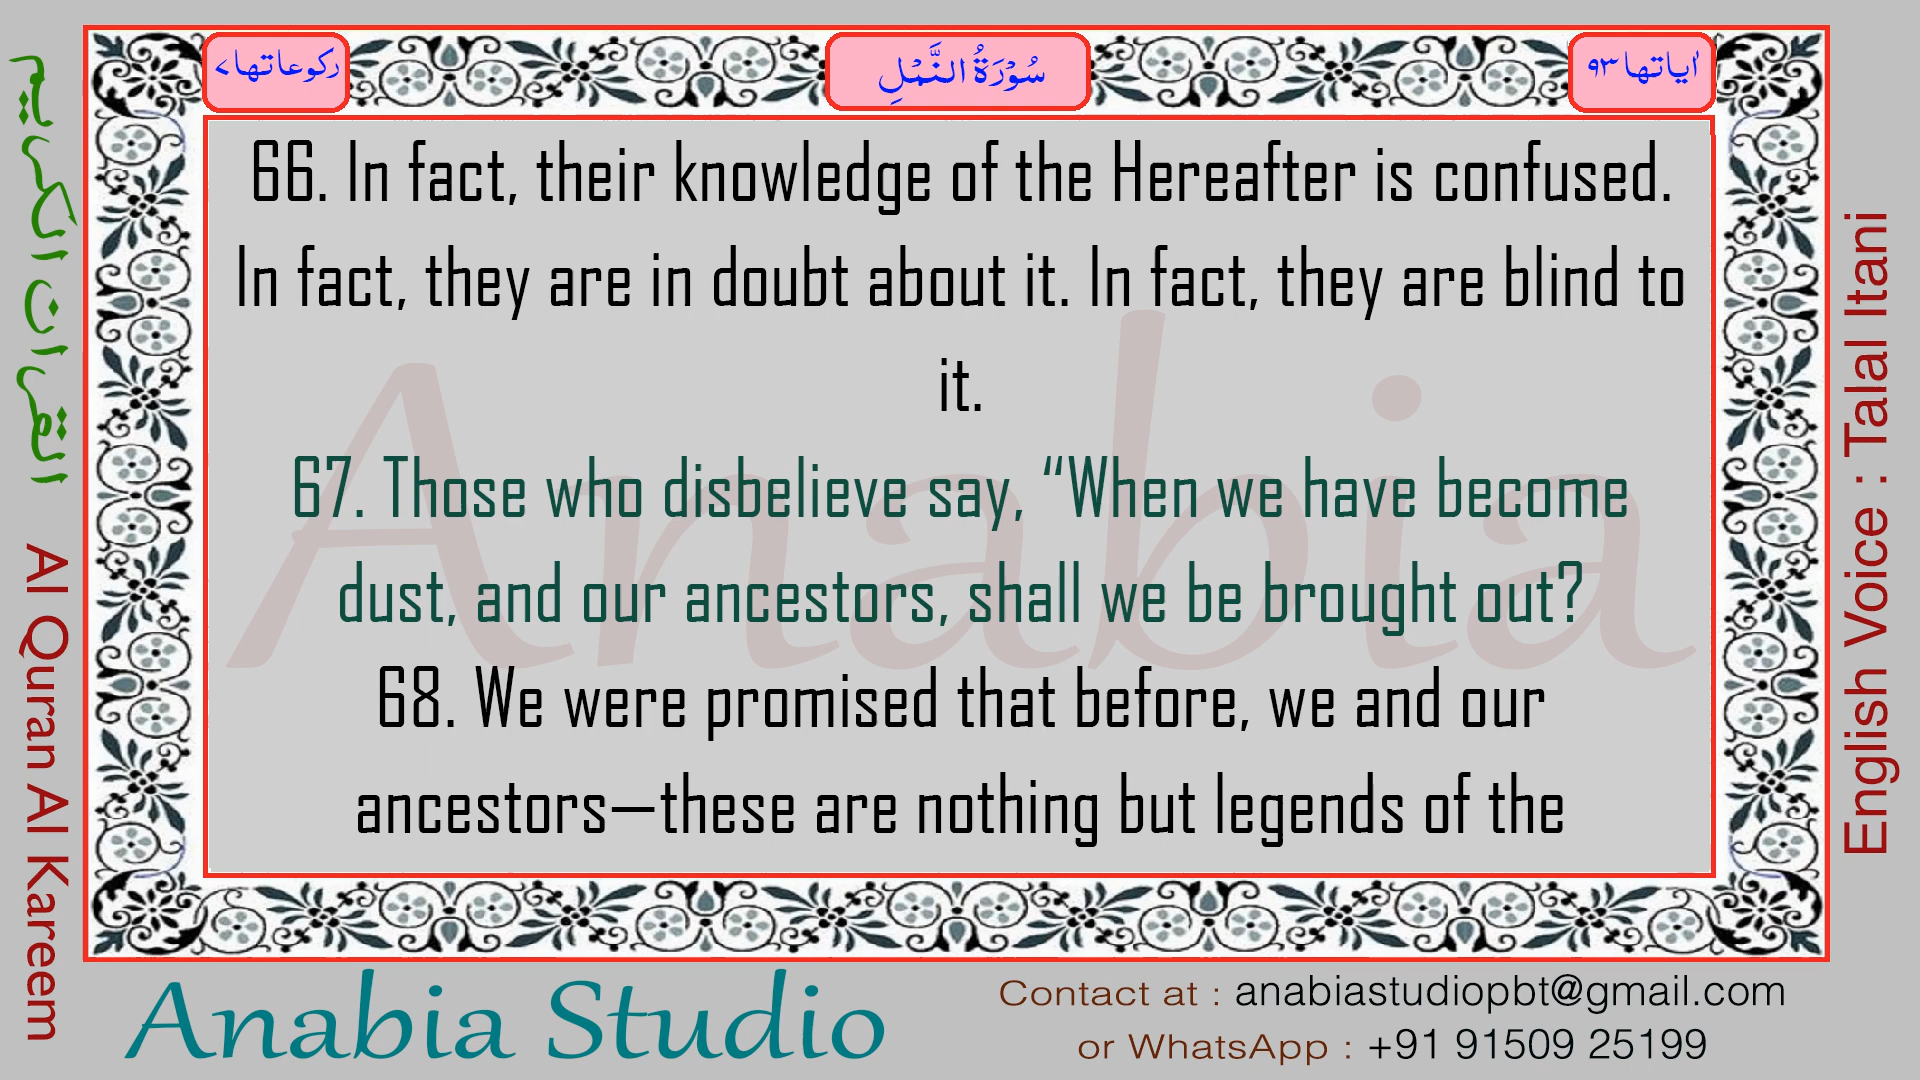 رکوعاتھا ٧
سُوْرَةُ النَّمْلِ
اٰیاتھا ٩٣
66. In fact, their knowledge of the Hereafter is confused.
In fact, they are in doubt about it. In fact, they are blind to
it.
67. Those who disbelieve say, “When we have become
dust, and our ancestors, shall we be brought out?
68. We were promised that before, we and our
ancestors—these are nothing but legends of the
Anabia
القرات الكريم
Al Quran Al Kareem
English Voice : Talal Itani
Anabia Studio
Contact at : anabiastudiopbt@gmail.com
or WhatsApp : +91 91509 25199